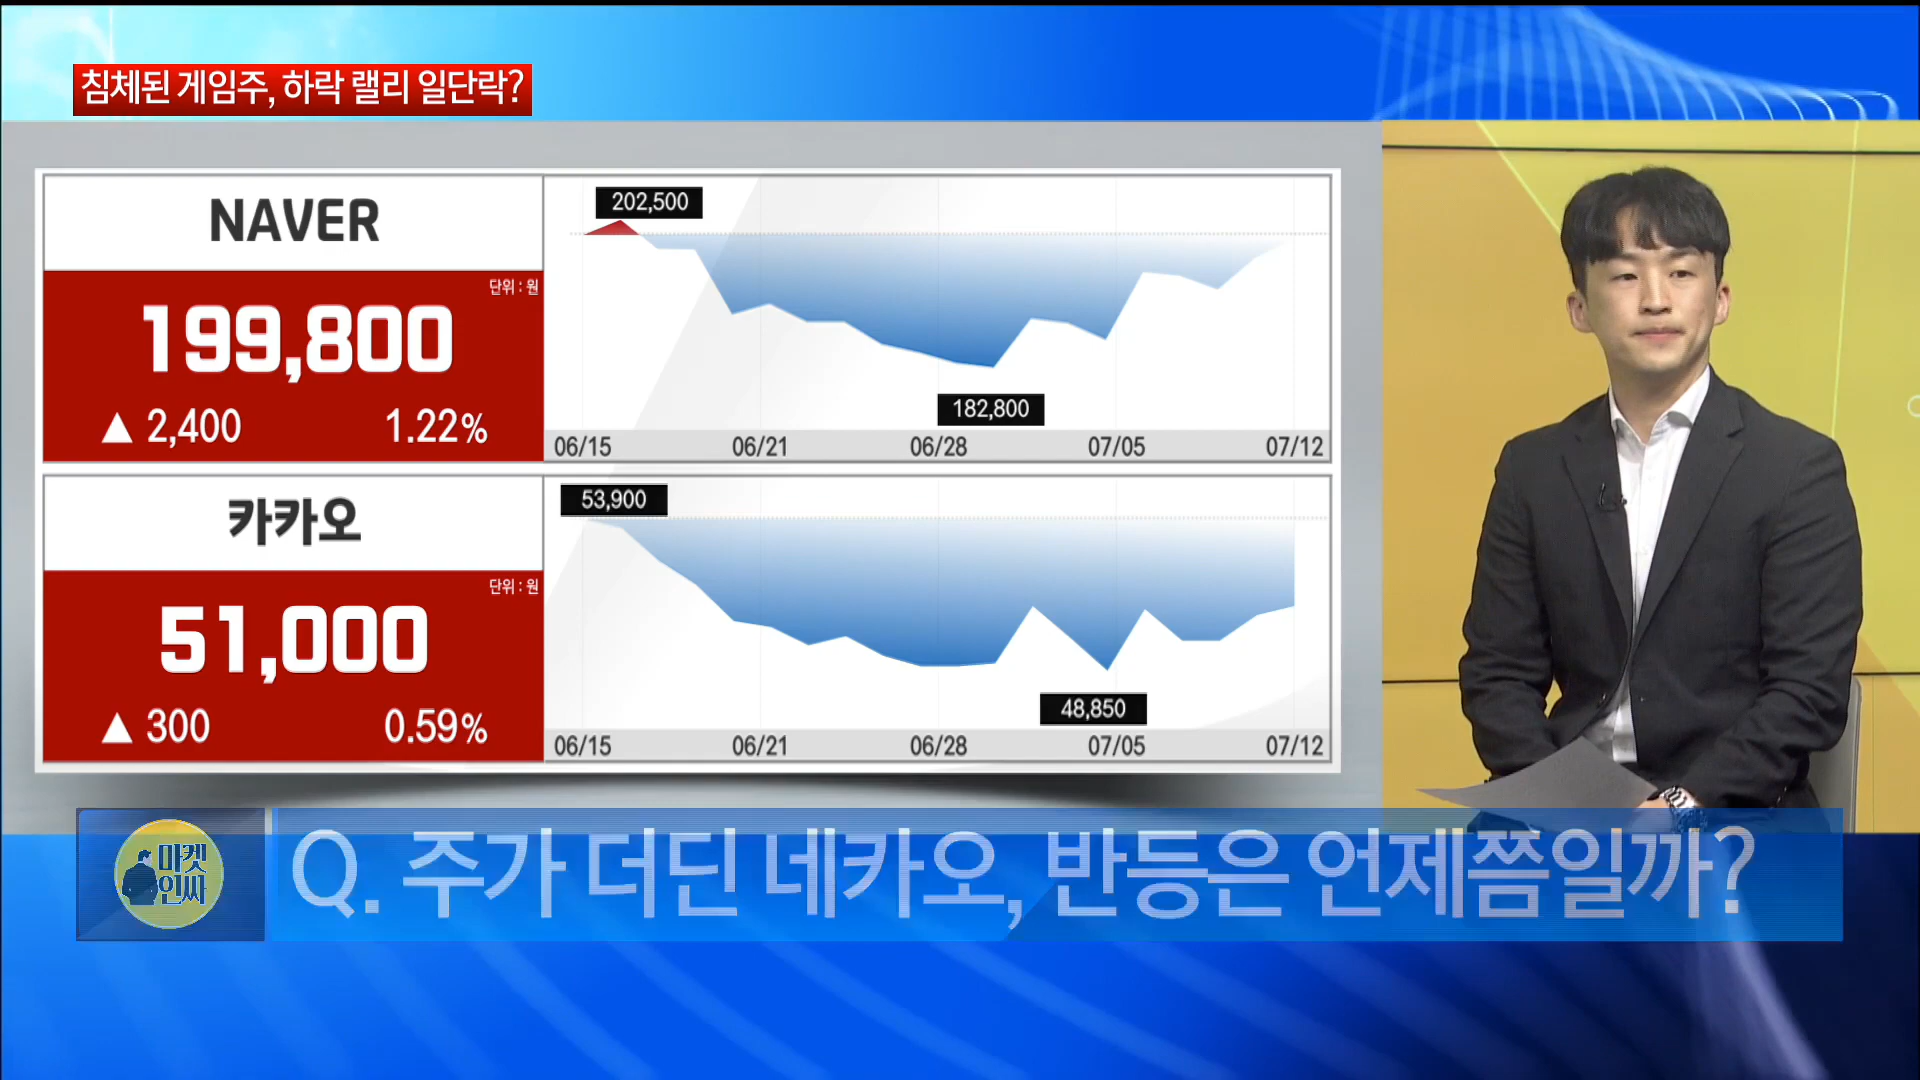 침체된 게임주, 하락 랠리 일단락?
NAVER
단위 : 원
199,800
▲ 2,400 1.22%
202,500
182,800
06/15 06/21 06/28 07/05 07/12
카카오
단위 : 원
51,000
▲ 300 0.59%
53,900
48,850
06/15 06/21 06/28 07/05 07/12
마켓
인싸
Q. 주가 더딘 네카오, 반등은 언제쯤일까?